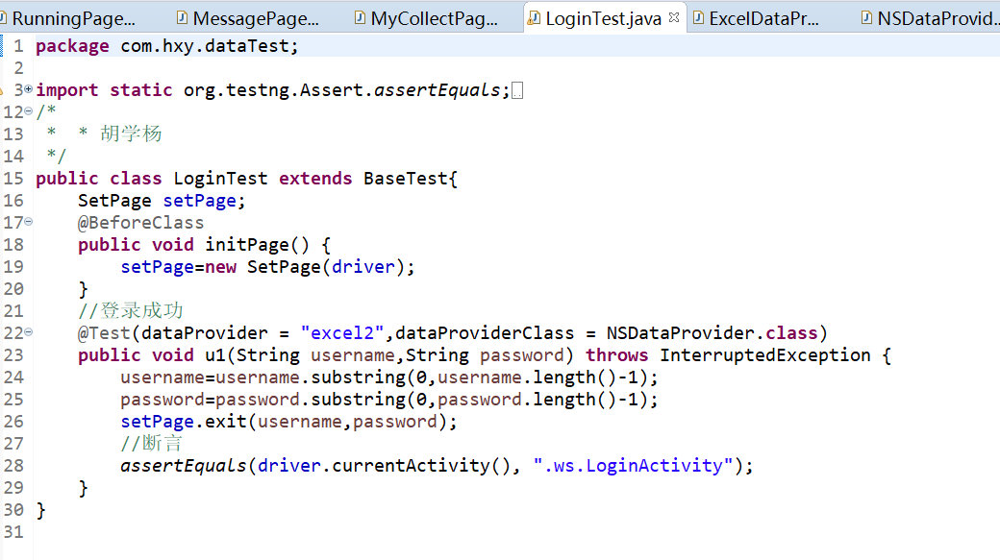 RunningPage...
MessagePage...
MyCollectPag...
LoginTest.java
ExcelDataPr...
NSDataProvid...
1 package com.hxy.dataTest;
2
3 import static org.testng.Assert.assertEquals;
12 /*
13  *  * 胡学杨
14  */
15 public class LoginTest extends BaseTest{
16     SetPage setPage;
17     @BeforeClass
18     public void initPage() {
19         setPage=new SetPage(driver);
20     }
21     //登录成功
22     @Test(dataProvider = "excel2",dataProviderClass = NSDataProvider.class)
23     public void u1(String username,String password) throws InterruptedException {
24         username=username.substring(0,username.length()-1);
25         password=password.substring(0,password.length()-1);
26         setPage.exit(username,password);
27         //断言
28         assertEquals(driver.currentActivity(), ".ws.LoginActivity");
29     }
30 }
31